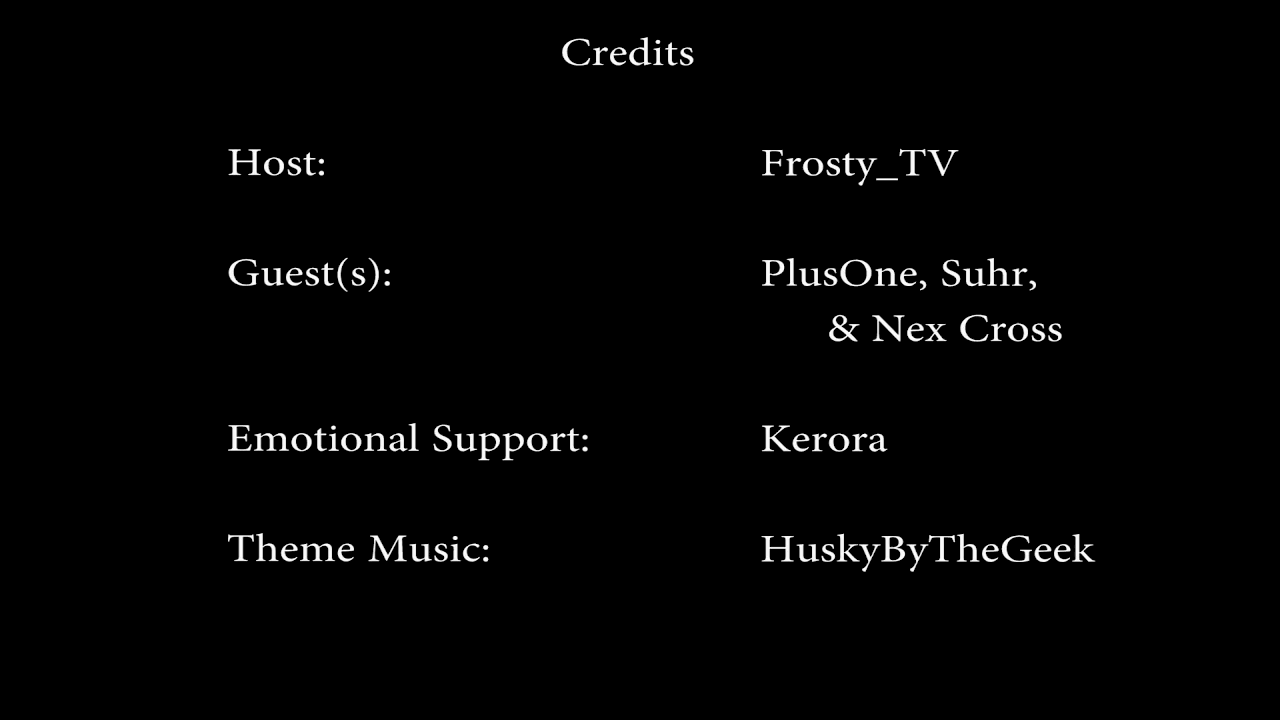 Credits
Host: Frosty_TV
Guest(s): PlusOne, Suhr,
& Nex Cross
Emotional Support: Kerora
Theme Music: HuskyByTheGeek